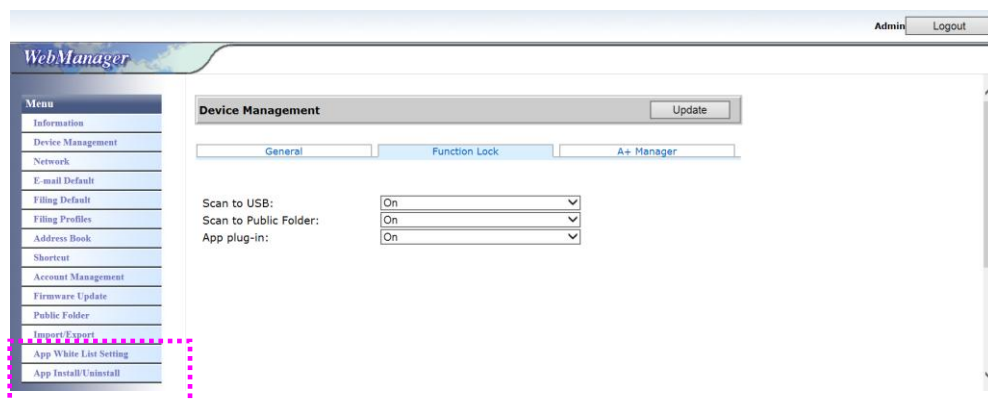 Admin Logout
WebManager
Menu
Information
Device Management
Network
E-mail Default
Filing Default
Filing Profiles
Address Book
Shortcut
Account Management
Firmware Update
Public Folder
Import/Export
App White List Setting
App Install/Uninstall
Device Management Update
General Function Lock A+ Manager
Scan to USB: On
Scan to Public Folder: On
App plug-in: On